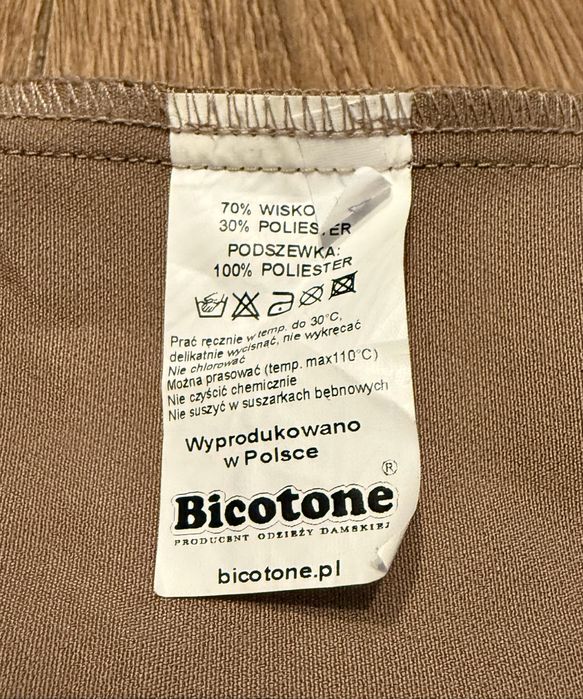 70% WISKO
30% POLIESTER
PODSZEWKA:
100% POLIESTER
Prać ręcznie w temp. do 30°C,
delikatnie wycisnąć, nie wykręcać
Nie chlorować
Można prasować (temp. max110°C)
Nie czyścić chemicznie
Nie suszyć w suszarkach bębnowych
Wyprodukowano
w Polsce
®
Bicotone
PRODUCENT ODZIEŻY DAMSKIEJ
bicotone.pl